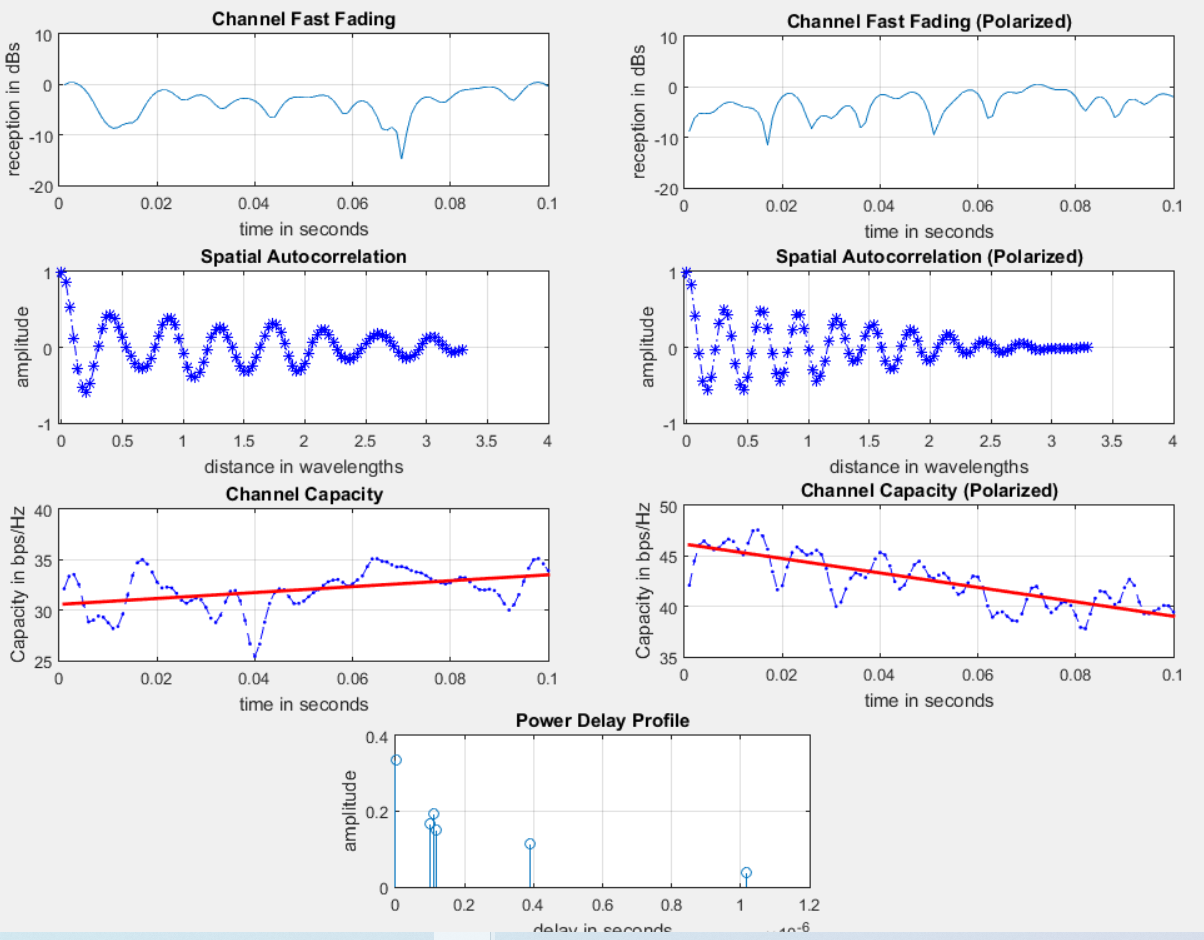 Channel Fast Fading
10
0
-10
-20
reception in dBs
0 0.02 0.04 0.06 0.08 0.1
time in seconds
Channel Fast Fading (Polarized)
10
0
-10
-20
reception in dBs
0 0.02 0.04 0.06 0.08 0.1
time in seconds
Spatial Autocorrelation
1
0
-1
amplitude
0 0.5 1 1.5 2 2.5 3 3.5 4
distance in wavelengths
Spatial Autocorrelation (Polarized)
1
0
-1
amplitude
0 0.5 1 1.5 2 2.5 3 3.5 4
distance in wavelengths
Channel Capacity
40
35
30
25
Capacity in bps/Hz
0 0.02 0.04 0.06 0.08 0.1
time in seconds
Channel Capacity (Polarized)
50
45
40
35
Capacity in bps/Hz
0 0.02 0.04 0.06 0.08 0.1
time in seconds
Power Delay Profile
0.4
0.2
0
amplitude
0 0.2 0.4 0.6 0.8 1 1.2
delay in seconds